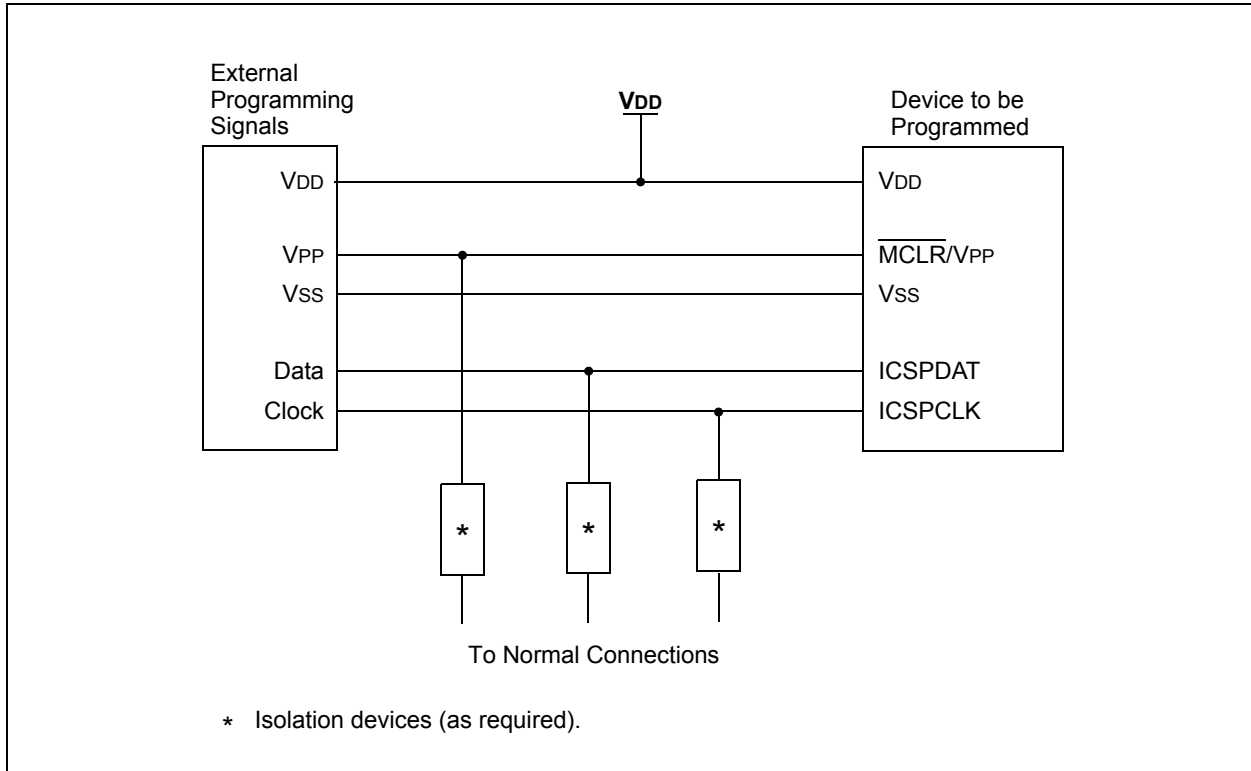 External
Programming
Signals
VDD
Device to be
Programmed
VDD
VDD
VPP
MCLR/VPP
VSS
VSS
Data
ICSPDAT
Clock
ICSPCLK
* * *
To Normal Connections
* Isolation devices (as required).